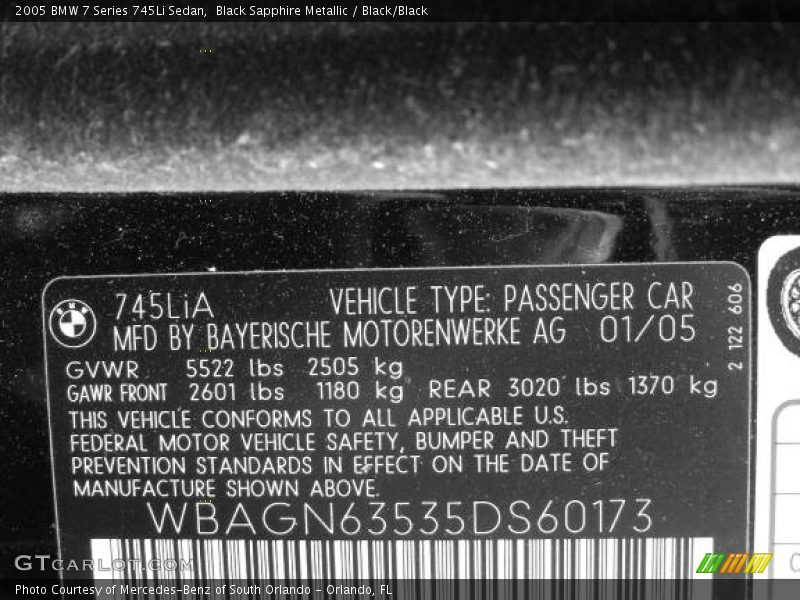 2005 BMW 7 Series 745Li Sedan,  Black Sapphire Metallic / Black/Black
745LiA VEHICLE TYPE: PASSENGER CAR
MFD BY BAYERISCHE MOTORENWERKE AG 01/05
GVWR 5522 lbs 2505 kg
GAWR FRONT 2601 lbs 1180 kg REAR 3020 lbs 1370 kg
THIS VEHICLE CONFORMS TO ALL APPLICABLE U.S.
FEDERAL MOTOR VEHICLE SAFETY, BUMPER AND THEFT
PREVENTION STANDARDS IN EFFECT ON THE DATE OF
MANUFACTURE SHOWN ABOVE.
WBAGN63535DS60173
2 122 606
GTCarLot.com
Photo Courtesy of Mercedes-Benz of South Orlando - Orlando, FL